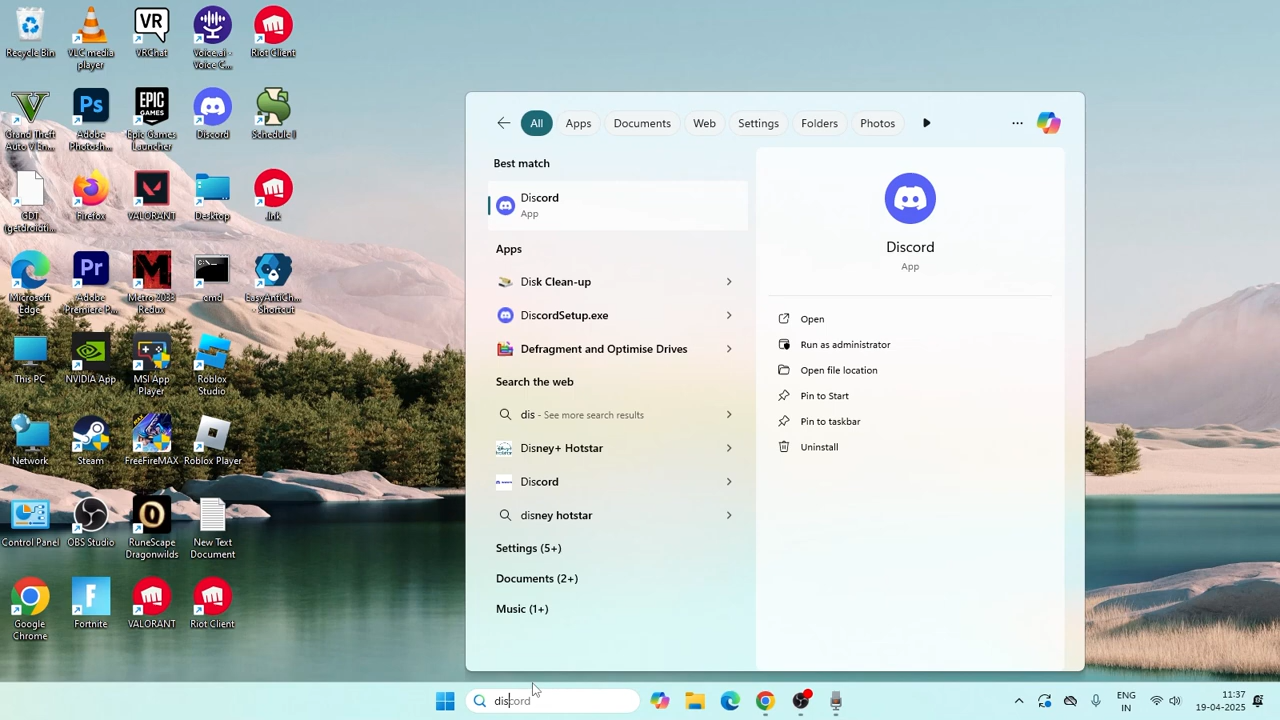 Recycle Bin
VLC media
player
VRChat
Voice.ai -
Voice C...
Riot Client
Grand Theft
Auto V En...
Adobe
Photosh...
Epic Games
Launcher
Discord
Schedule I
GDT
(getdroidti...
Firefox
VALORANT
Desktop
.lnk
Microsoft
Edge
Adobe
Premiere P...
Metro 2033
Redux
cmd
EasyAntiCh...
- Shortcut
This PC
NVIDIA App
MSI App
Player
Roblox
Studio
Network
Steam
FreeFireMAX
Roblox Player
Control Panel
OBS Studio
RuneScape
Dragonwilds
New Text
Document
Google
Chrome
Fortnite
VALORANT
Riot Client
All
Apps
Documents
Web
Settings
Folders
Photos
Best match
Discord
App
Apps
Disk Clean-up
DiscordSetup.exe
Defragment and Optimise Drives
Search the web
dis - See more search results
Disney+ Hotstar
Discord
disney hotstar
Settings (5+)
Documents (2+)
Music (1+)
Discord
App
Open
Run as administrator
Open file location
Pin to Start
Pin to taskbar
Uninstall
discord
ENG
IN
11:37
19-04-2025